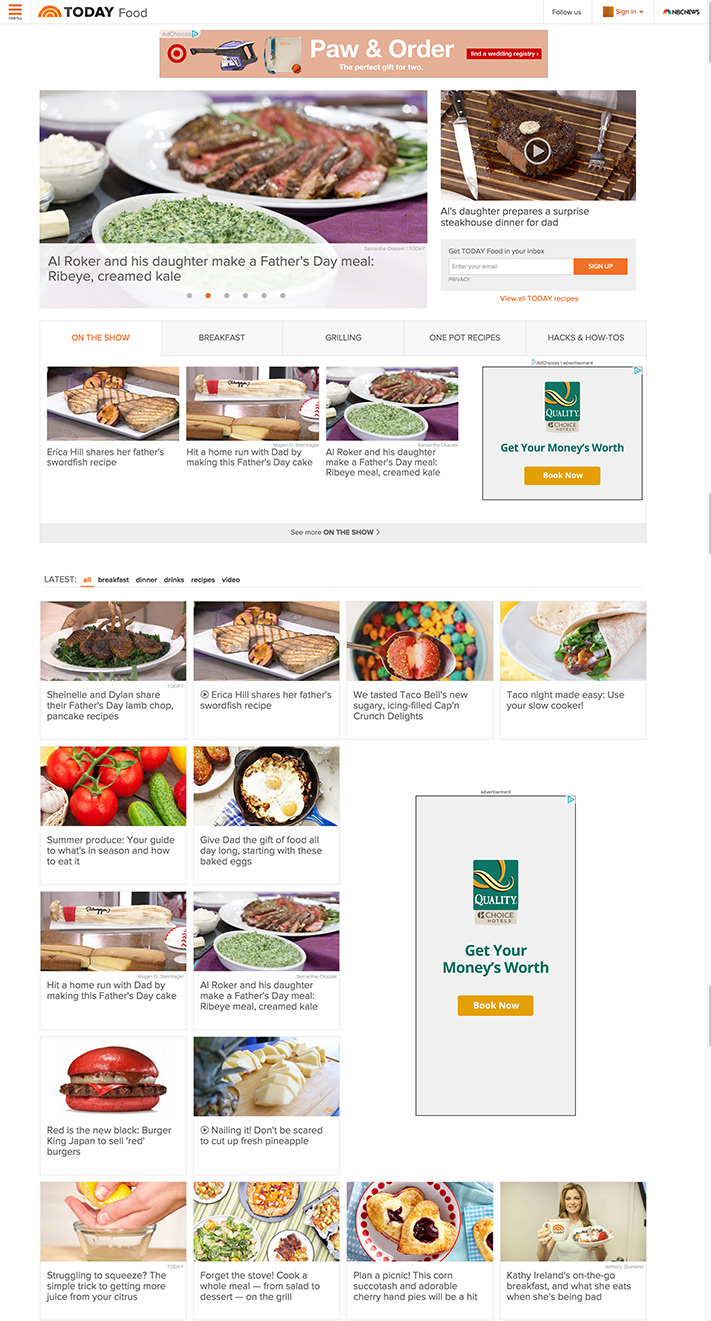 menu
TODAY Food
Follow us
Sign in
NBCNEWS
AdChoices
Paw & Order
The perfect gift for two.
find a wedding registry ›
Samantha Okazaki / TODAY
Al Roker and his daughter make a Father's Day meal:
Ribeye, creamed kale
Al's daughter prepares a surprise
steakhouse dinner for dad
Get TODAY Food in your inbox
Enter your email
SIGN UP
PRIVACY
View all TODAY recipes
ON THE SHOW
BREAKFAST
GRILLING
ONE POT RECIPES
HACKS & HOW-TOS
Erica Hill shares her father's
swordfish recipe
Megan O. Steintrager
Hit a home run with Dad by
making this Father's Day cake
Samantha Okazaki
Al Roker and his daughter
make a Father's Day meal:
Ribeye meal, creamed kale
AdChoices | advertisement
QUALITY
CHOICE
HOTELS
Get Your Money's Worth
Book Now
See more ON THE SHOW >
LATEST: all breakfast dinner drinks recipes video
TODAY
Sheinelle and Dylan share
their Father's Day lamb chop,
pancake recipes
Erica Hill shares her father's
swordfish recipe
We tasted Taco Bell's new
sugary, icing-filled Cap'n
Crunch Delights
Taco night made easy: Use
your slow cooker!
Summer produce: Your guide
to what's in season and how
to eat it
Give Dad the gift of food all
day long, starting with these
baked eggs
advertisement
QUALITY
CHOICE
HOTELS
Get Your
Money's Worth
Book Now
Megan O. Steintrager
Hit a home run with Dad by
making this Father's Day cake
Samantha Okazaki
Al Roker and his daughter
make a Father's Day meal:
Ribeye meal, creamed kale
Red is the new black: Burger
King Japan to sell 'red'
burgers
Nailing it! Don't be scared
to cut up fresh pineapple
TODAY
Struggling to squeeze? The
simple trick to getting more
juice from your citrus
Forget the stove! Cook a
whole meal — from salad to
dessert — on the grill
Plan a picnic! This corn
succotash and adorable
cherry hand pies will be a hit
Anthony Quintano
Kathy Ireland's on-the-go
breakfast, and what she eats
when she's being bad